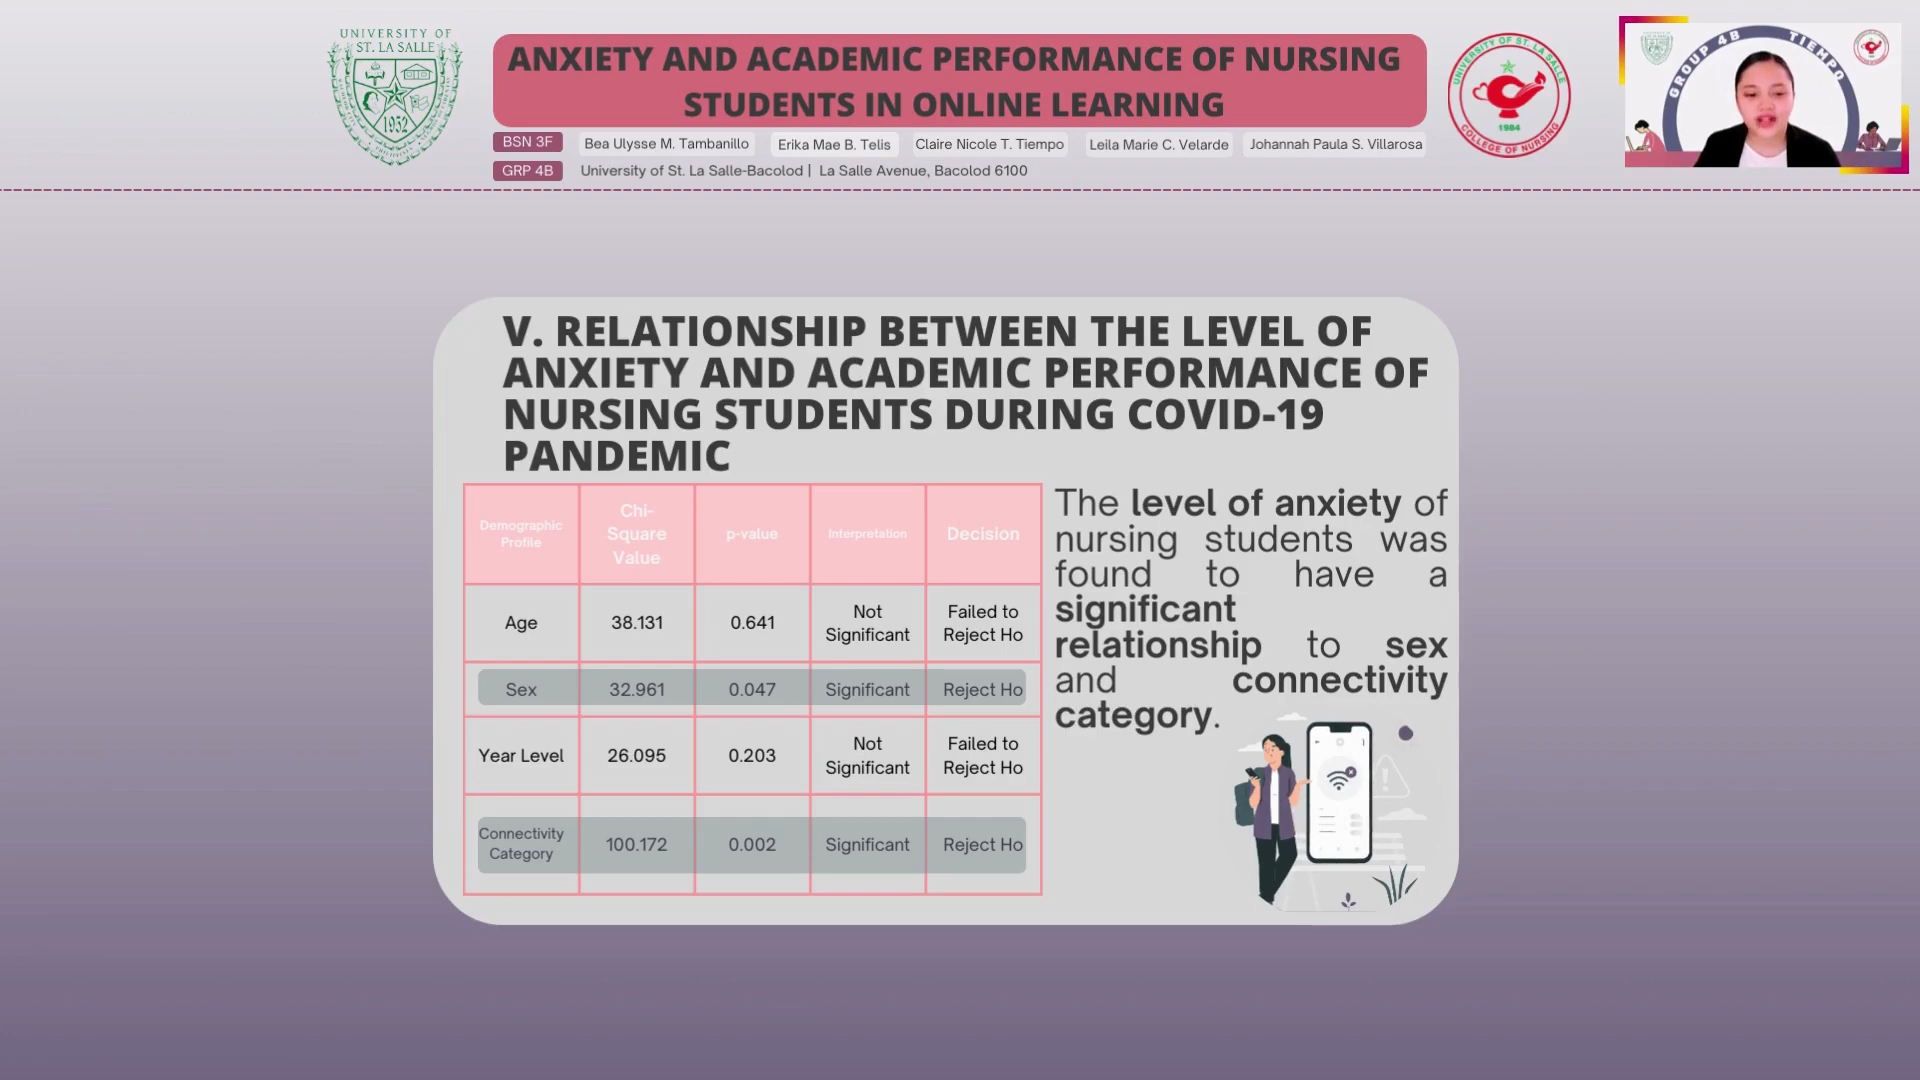 UNIVERSITY OF
ST. LA SALLE
1952
ANXIETY AND ACADEMIC PERFORMANCE OF NURSING
STUDENTS IN ONLINE LEARNING
BSN 3F
Bea Ulysse M. Tambanillo
Erika Mae B. Telis
Claire Nicole T. Tiempo
Leila Marie C. Velarde
Johannah Paula S. Villarosa
GRP 4B
University of St. La Salle-Bacolod | La Salle Avenue, Bacolod 6100
UNIVERSITY OF ST. LA SALLE
1984
COLLEGE OF NURSING
GROUP 4B TIEMPO
V. RELATIONSHIP BETWEEN THE LEVEL OF
ANXIETY AND ACADEMIC PERFORMANCE OF
NURSING STUDENTS DURING COVID-19
PANDEMIC
Demographic Profile | Chi-Square Value | p-value | Interpretation | Decision
Age | 38.131 | 0.641 | Not Significant | Failed to Reject Ho
Sex | 32.961 | 0.047 | Significant | Reject Ho
Year Level | 26.095 | 0.203 | Not Significant | Failed to Reject Ho
Connectivity Category | 100.172 | 0.002 | Significant | Reject Ho
The level of anxiety of
nursing students was
found to have a
significant
relationship to sex
and connectivity
category.